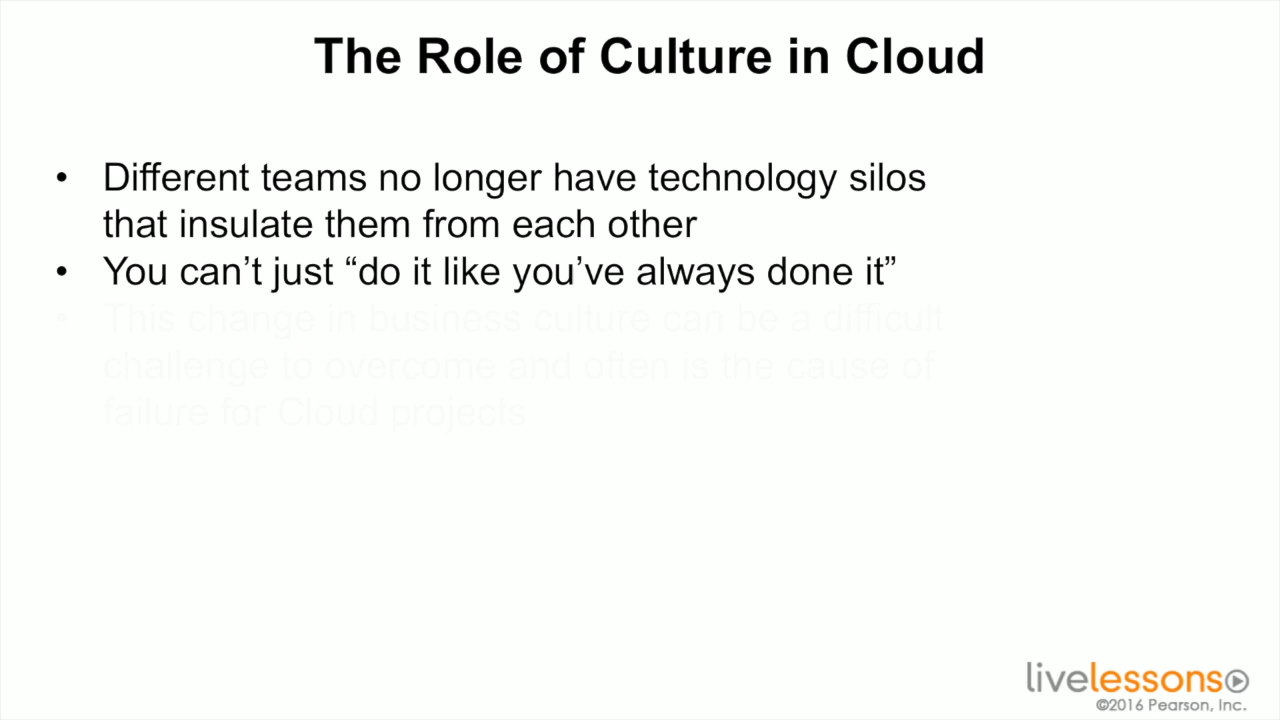 The Role of Culture in Cloud
• Different teams no longer have technology silos
that insulate them from each other
• You can’t just “do it like you’ve always done it”
• This change in business culture can be a difficult
challenge to overcome and often is the cause of
failure for Cloud projects
livelessons
©2016 Pearson, Inc.